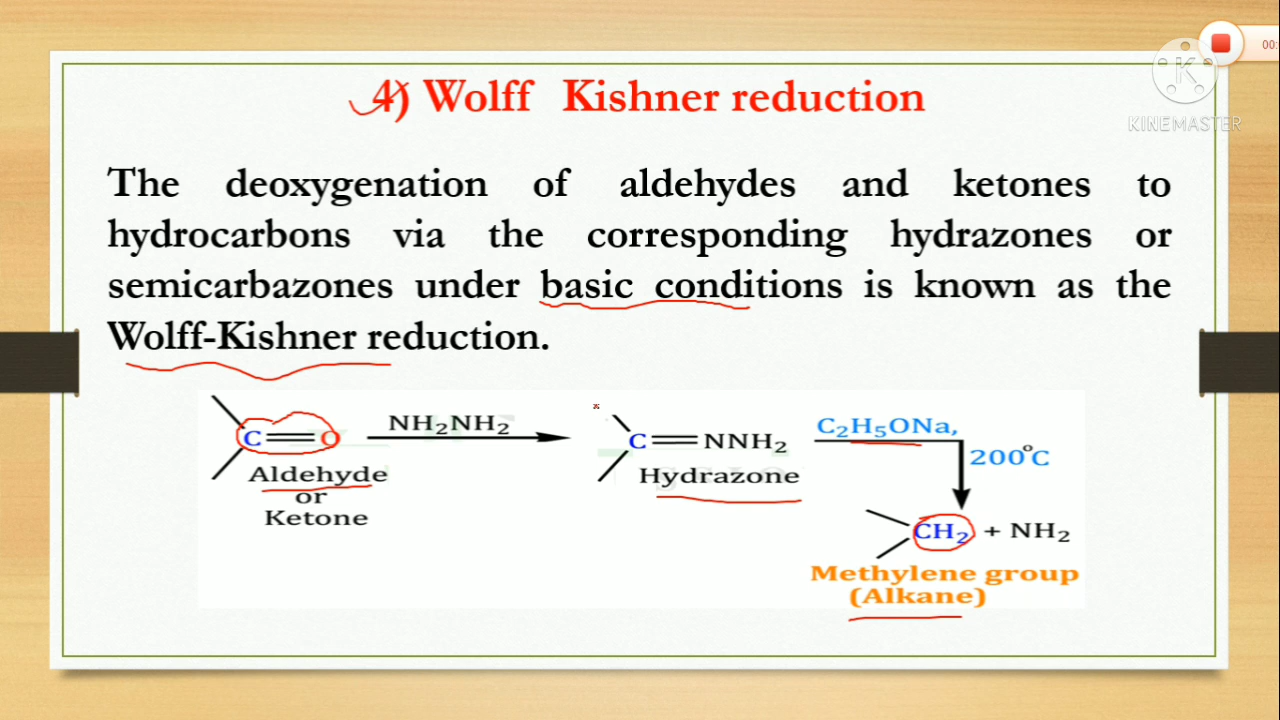 00:
K
KINEMASTER
4) Wolff Kishner reduction
The deoxygenation of aldehydes and ketones to
hydrocarbons via the corresponding hydrazones or
semicarbazones under basic conditions is known as the
Wolff-Kishner reduction.
C=O NH₂NH₂ C=NNH₂ C₂H₅ONa,
200°C
Aldehyde Hydrazone
or
Ketone
CH₂ + NH₂
Methylene group
(Alkane)